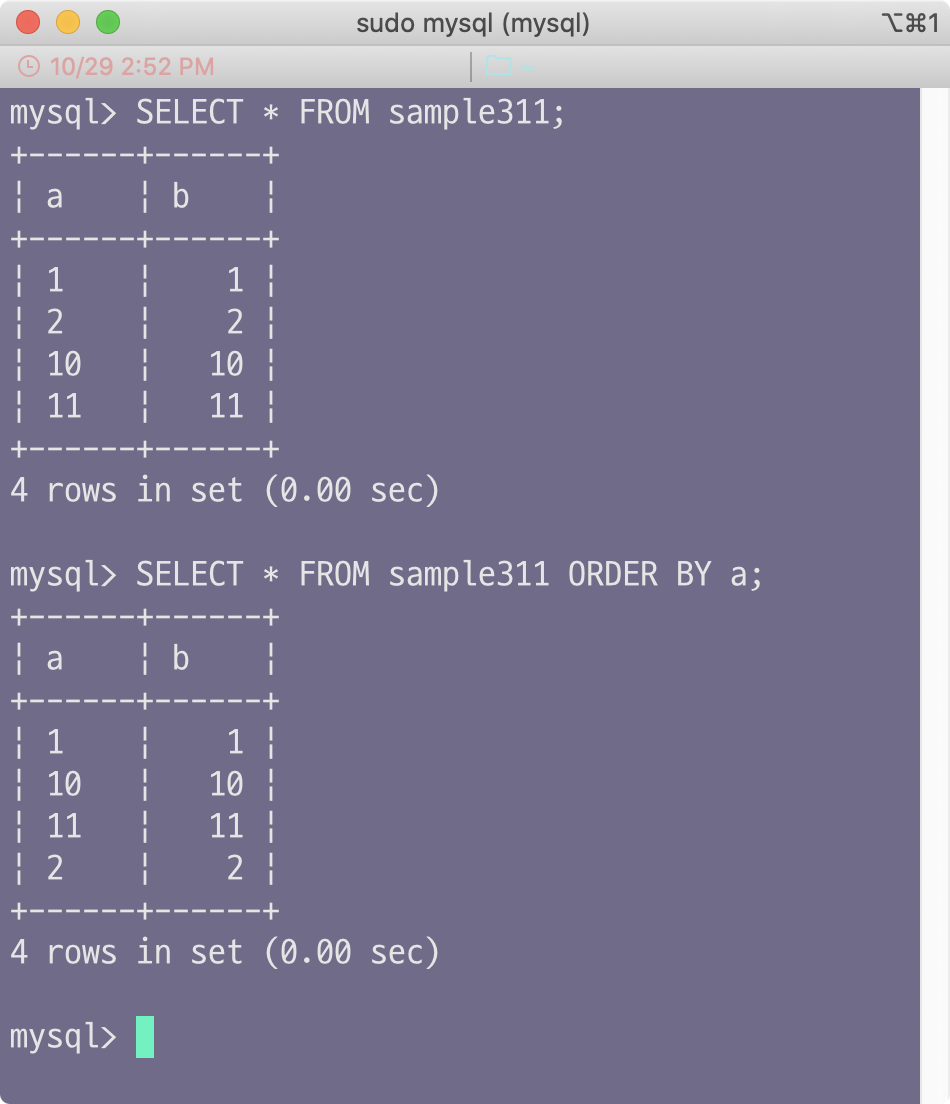 sudo mysql (mysql) ⌥⌘1
10/29 2:52 PM ~
mysql> SELECT * FROM sample311;
+------+------+
¦ a    ¦ b    ¦
+------+------+
¦ 1    ¦    1 ¦
¦ 2    ¦    2 ¦
¦ 10   ¦   10 ¦
¦ 11   ¦   11 ¦
+------+------+
4 rows in set (0.00 sec)
mysql> SELECT * FROM sample311 ORDER BY a;
+------+------+
¦ a    ¦ b    ¦
+------+------+
¦ 1    ¦    1 ¦
¦ 10   ¦   10 ¦
¦ 11   ¦   11 ¦
¦ 2    ¦    2 ¦
+------+------+
4 rows in set (0.00 sec)
mysql>